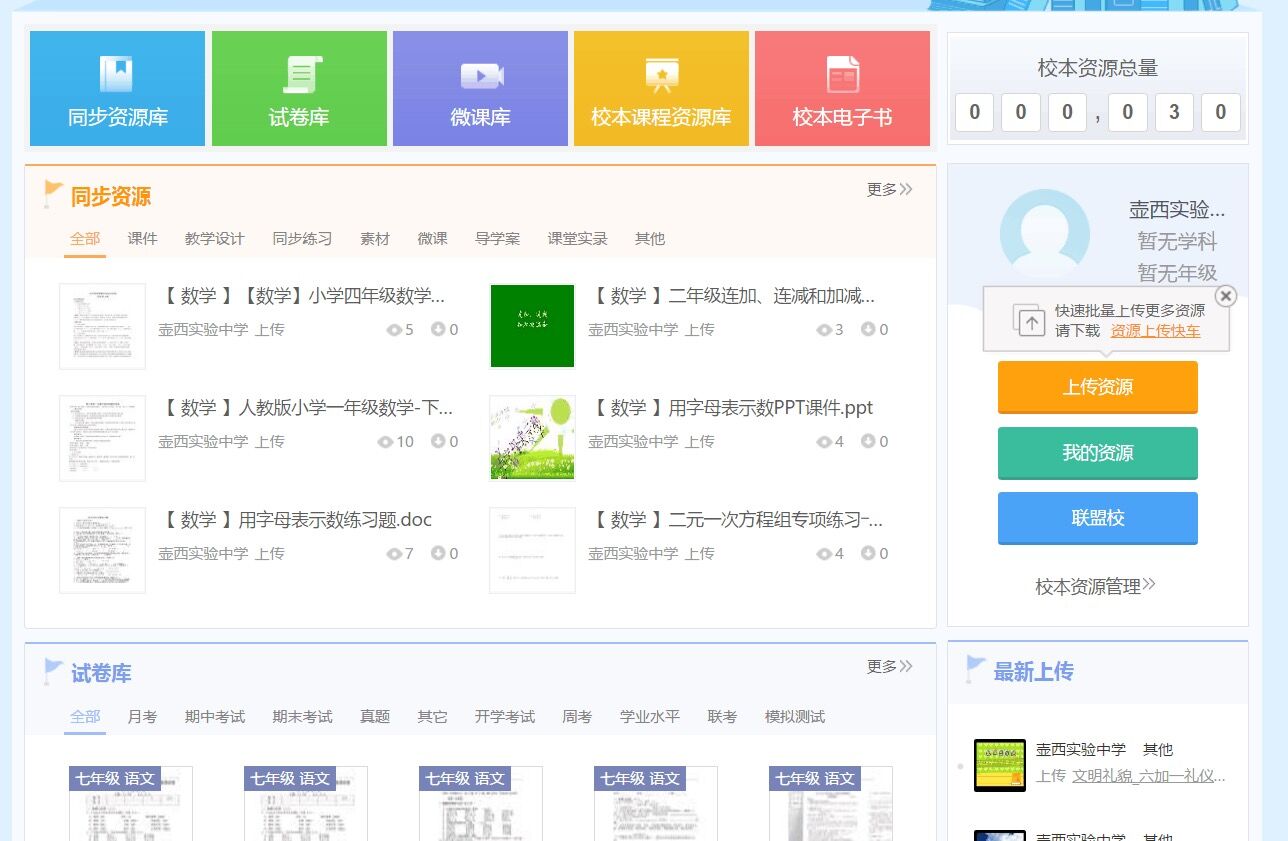 同步资源库
试卷库
微课库
校本课程资源库
校本电子书
校本资源总量
0 0 0 , 0 3 0
同步资源
更多
全部 课件 教学设计 同步练习 素材 微课 导学案 课堂实录 其他
【 数学 】【数学】小学四年级数学...
壶西实验中学 上传 5 0
【 数学 】二年级连加、连减和加减...
壶西实验中学 上传 3 0
【 数学 】人教版小学一年级数学-下...
壶西实验中学 上传 10 0
【 数学 】用字母表示数PPT课件.ppt
壶西实验中学 上传 4 0
【 数学 】用字母表示数练习题.doc
壶西实验中学 上传 7 0
【 数学 】二元一次方程组专项练习-...
壶西实验中学 上传 4 0
壶西实验...
暂无学科
暂无年级
快速批量上传更多资源
请下载 资源上传快车
上传资源
我的资源
联盟校
校本资源管理
试卷库
更多
全部 月考 期中考试 期末考试 真题 其它 开学考试 周考 学业水平 联考 模拟测试
七年级 语文
七年级 语文
七年级 语文
七年级 语文
七年级 语文
最新上传
壶西实验中学 其他
上传 文明礼貌_六加一礼仪...
壶西实验中学 其他